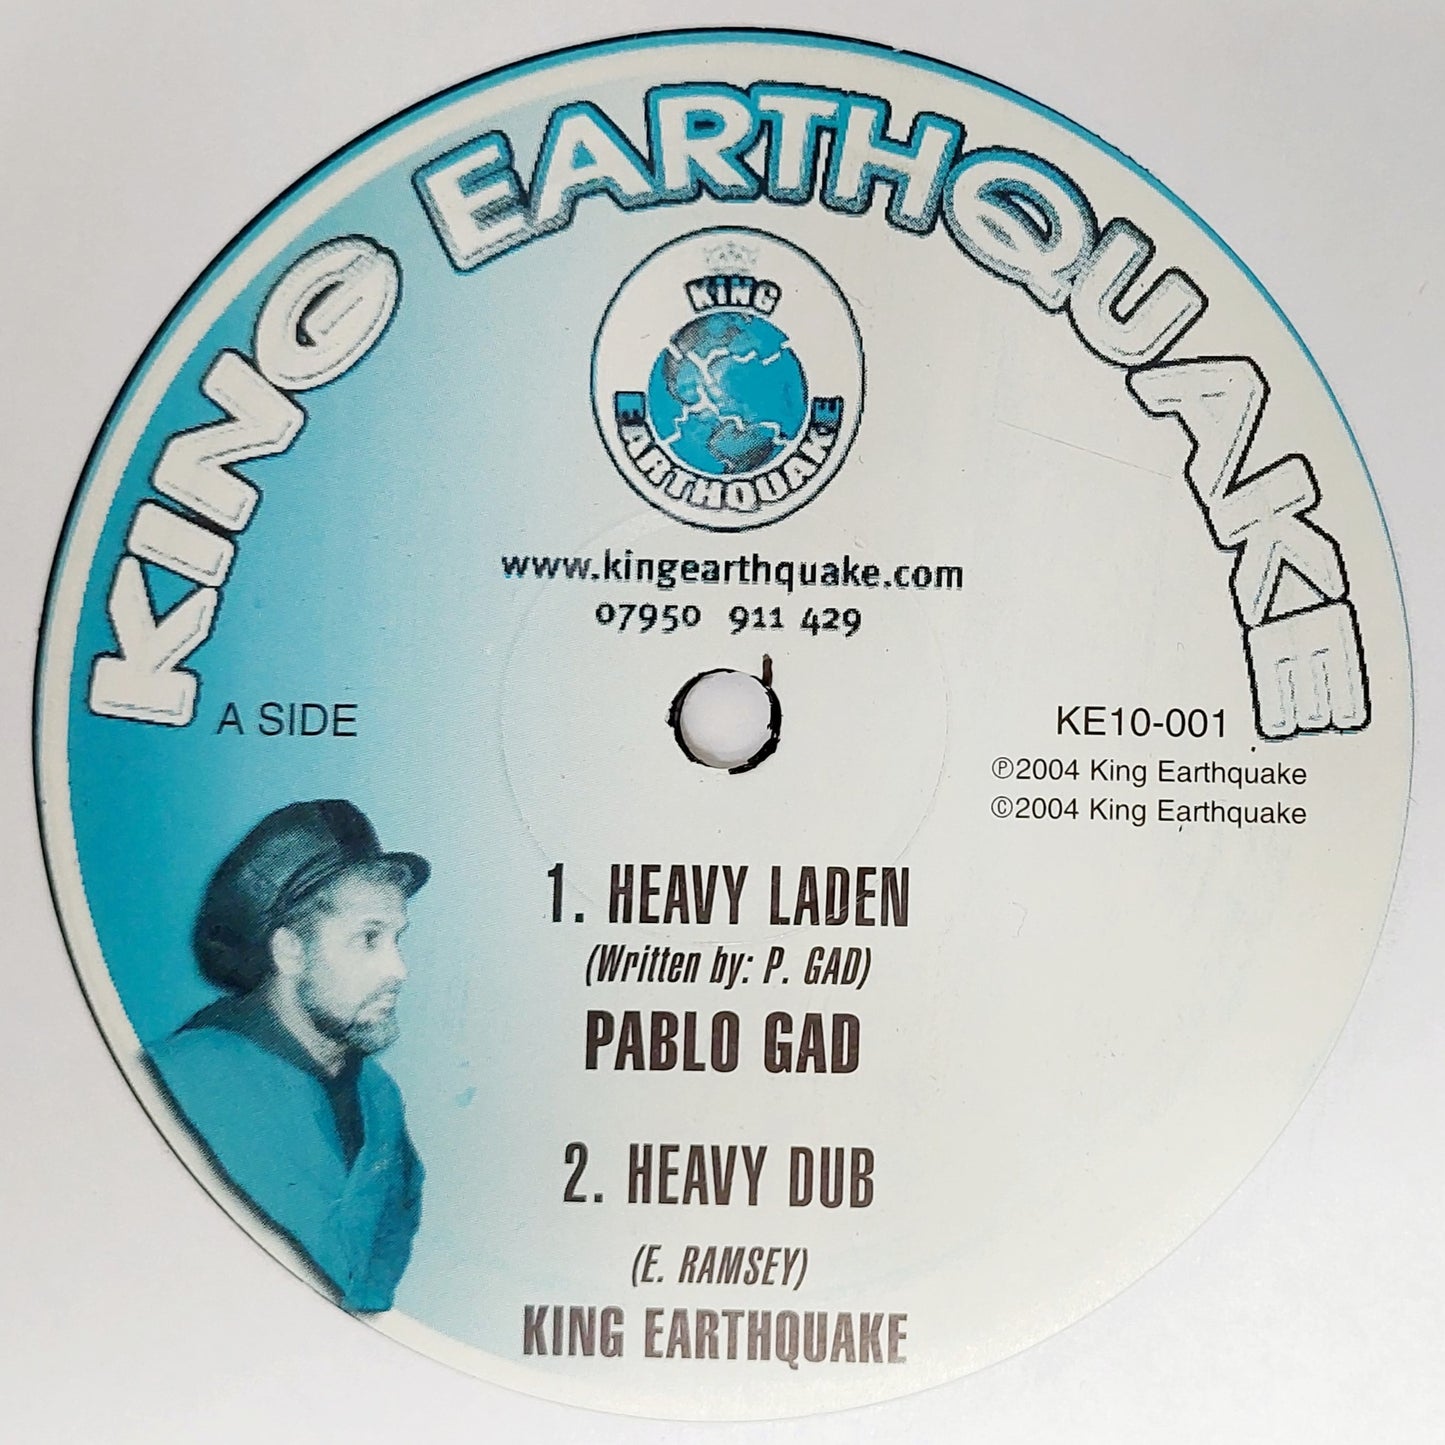 KING EARTHQUAKE
KING
EARTHQUAKE
www.kingearthquake.com
07950 911 429
A SIDE
KE10-001
℗2004 King Earthquake
©2004 King Earthquake
1. HEAVY LADEN
(Written by: P. GAD)
PABLO GAD
2. HEAVY DUB
(E. RAMSEY)
KING EARTHQUAKE